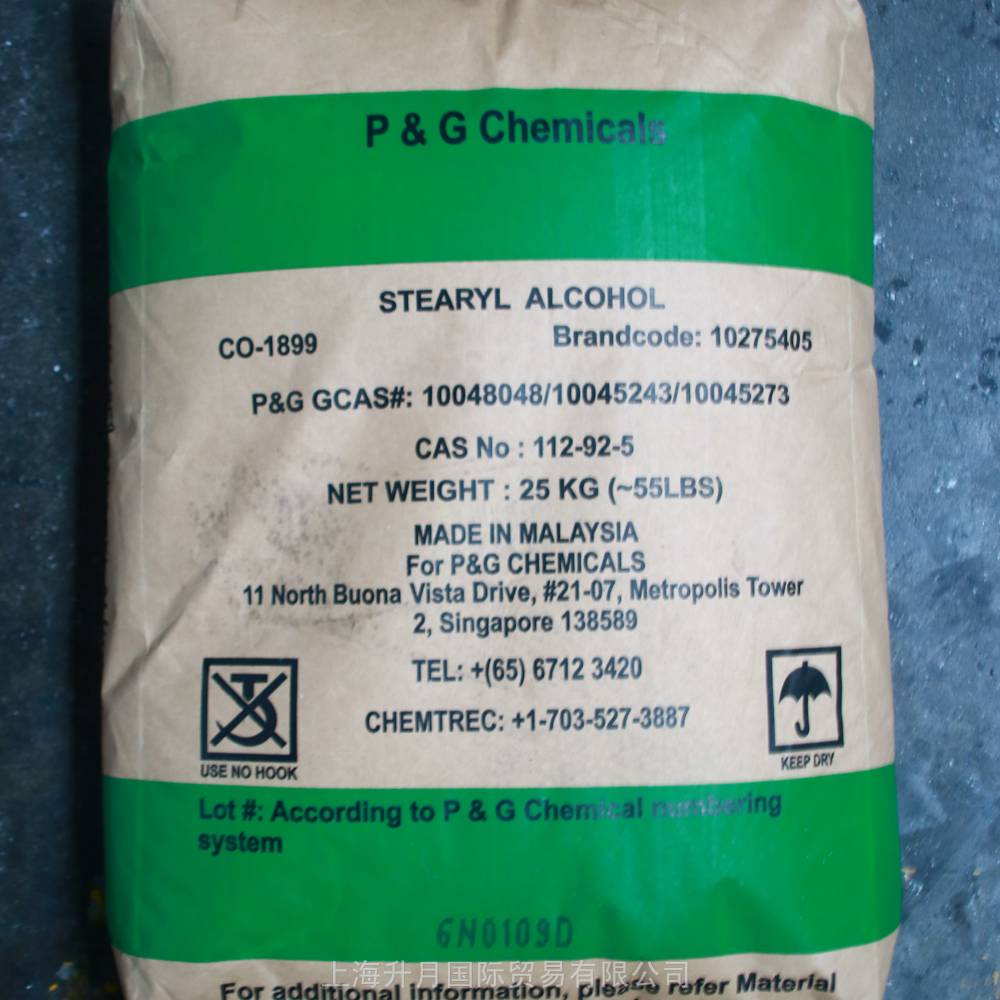 P & G Chemicals
STEARYL ALCOHOL
CO-1899
Brandcode: 10275405
P&G GCAS#: 10048048/10045243/10045273
CAS No : 112-92-5
NET WEIGHT : 25 KG (~55LBS)
MADE IN MALAYSIA
For P&G CHEMICALS
11 North Buona Vista Drive, #21-07, Metropolis Tower
2, Singapore 138589
TEL: +(65) 6712 3420
CHEMTREC: +1-703-527-3887
USE NO HOOK
KEEP DRY
Lot #: According to P & G Chemical numbering
system
6N0109D
上海升月国际贸易有限公司
For additional information, please refer Material